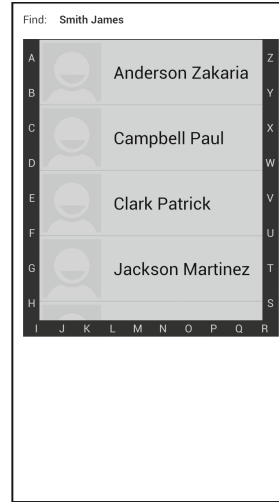 Find: Smith James
A
B
C
D
E
F
G
H
I J K L M N O P Q R
Anderson Zakaria
Campbell Paul
Clark Patrick
Jackson Martinez
Z
Y
X
W
V
U
T
S